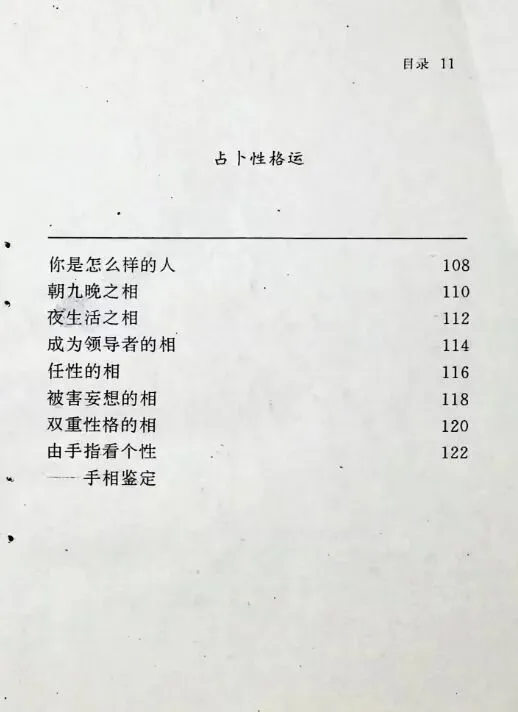 目录 11
占卜性格运
你是怎么样的人 108
朝九晚之相 110
夜生活之相 112
成为领导者的相 114
任性的相 116
被害妄想的相 118
双重性格的相 120
由手指看个性 122
——手相鉴定